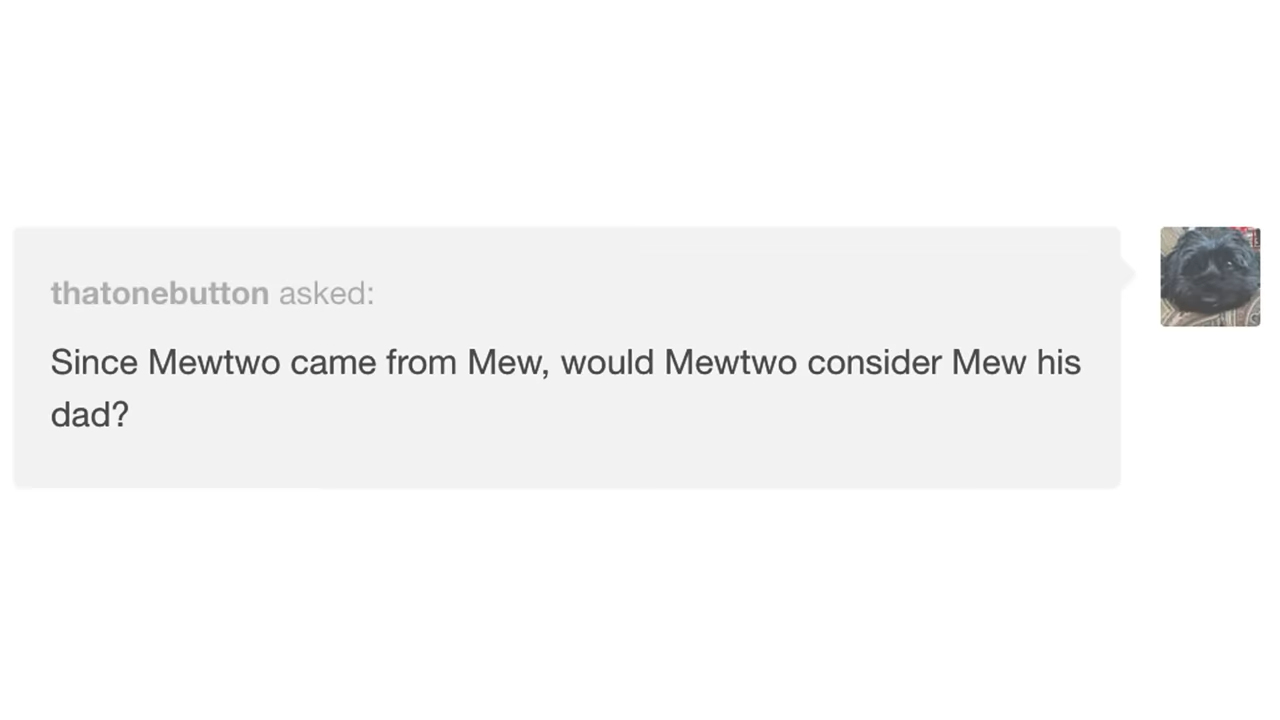 thatonebutton asked:
Since Mewtwo came from Mew, would Mewtwo consider Mew his
dad?